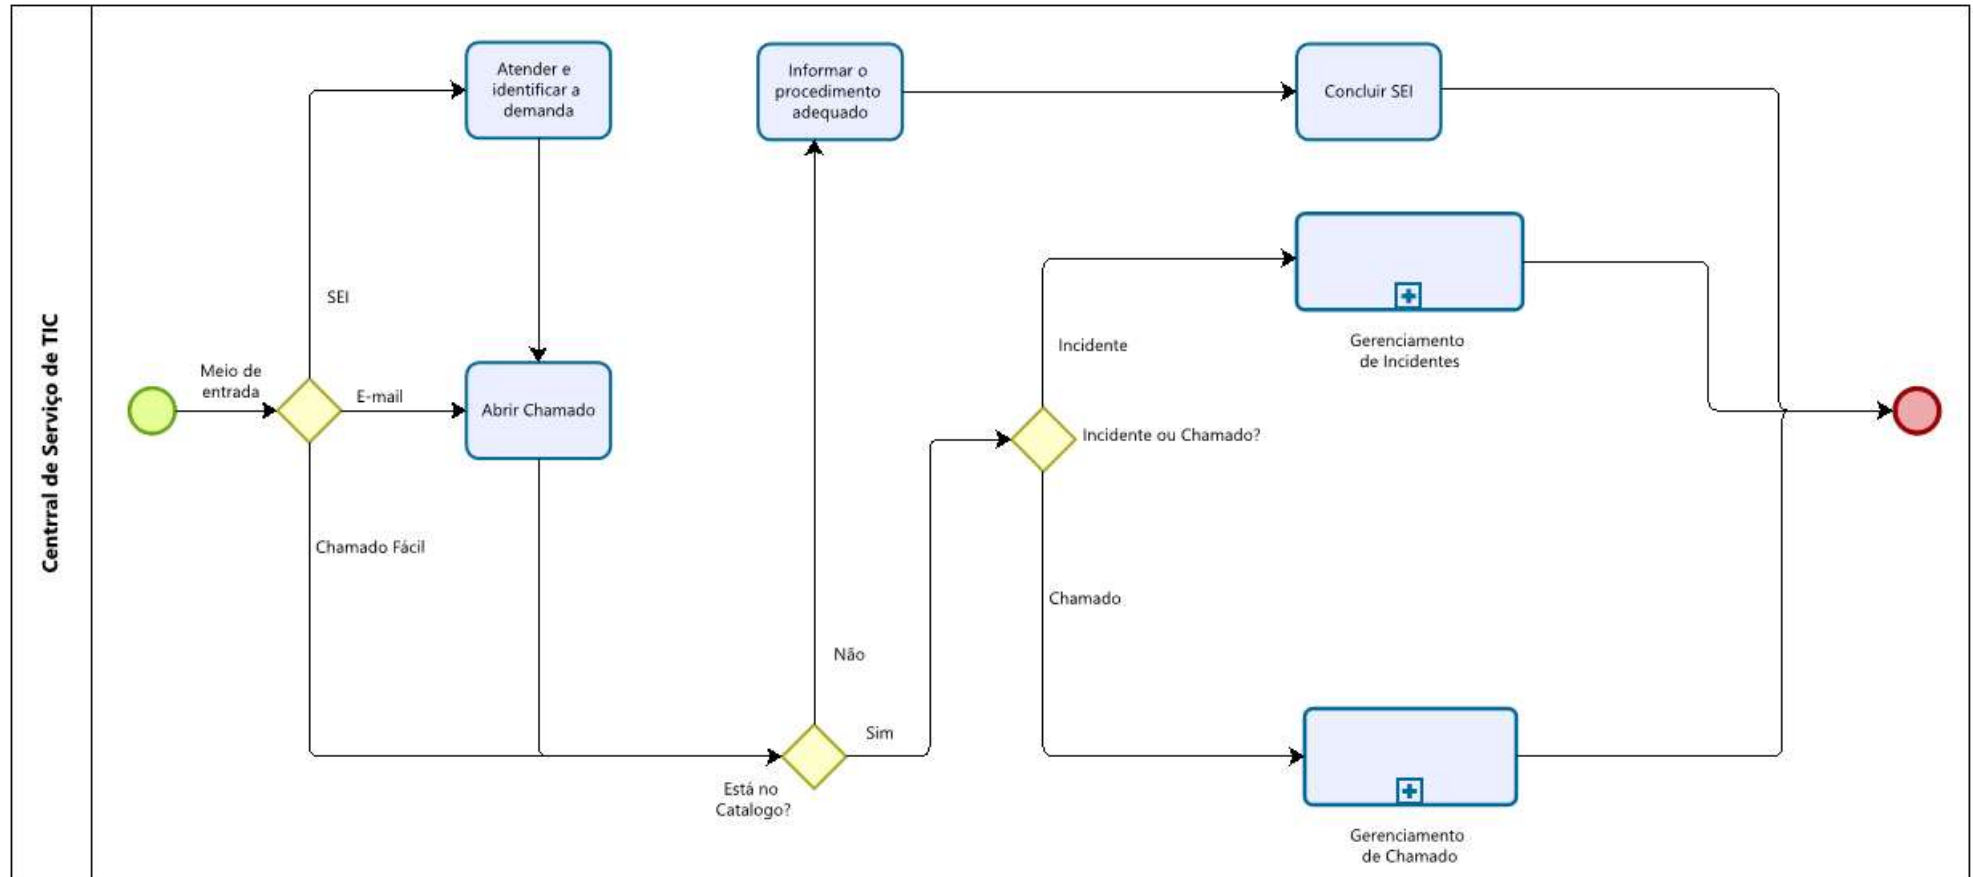 Centrral de Serviço de TIC
Meio de
entrada
SEI
E-mail
Chamado Fácil
Atender e
identificar a
demanda
Abrir Chamado
Informar o
procedimento
adequado
Concluir SEI
Está no
Catalogo?
Não
Sim
Incidente ou Chamado?
Incidente
Chamado
Gerenciamento
de Incidentes
Gerenciamento
de Chamado